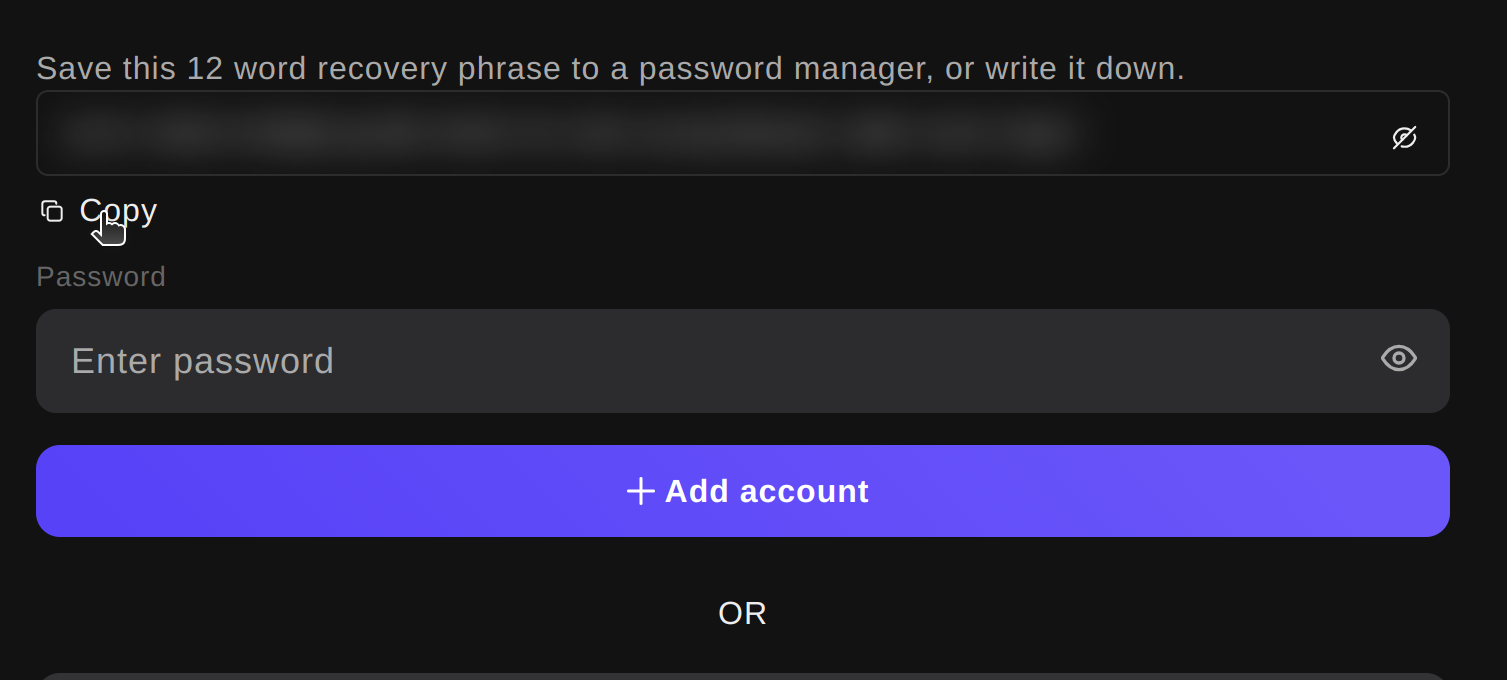 Save this 12 word recovery phrase to a password manager, or write it down.
Copy
Password
Enter password
Add account
OR